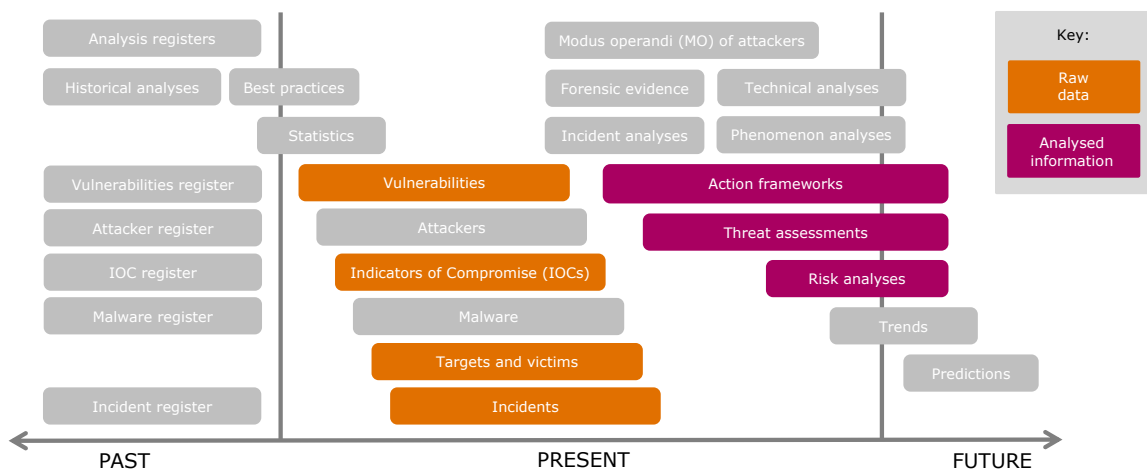 Analysis registers
Modus operandi (MO) of attackers
Key:
Historical analyses
Best practices
Forensic evidence
Technical analyses
Raw
data
Statistics
Incident analyses
Phenomenon analyses
Analysed
information
Vulnerabilities register
Vulnerabilities
Action frameworks
Attacker register
Attackers
Threat assessments
IOC register
Indicators of Compromise (IOCs)
Risk analyses
Malware register
Malware
Trends
Targets and victims
Predictions
Incident register
Incidents
PAST
PRESENT
FUTURE